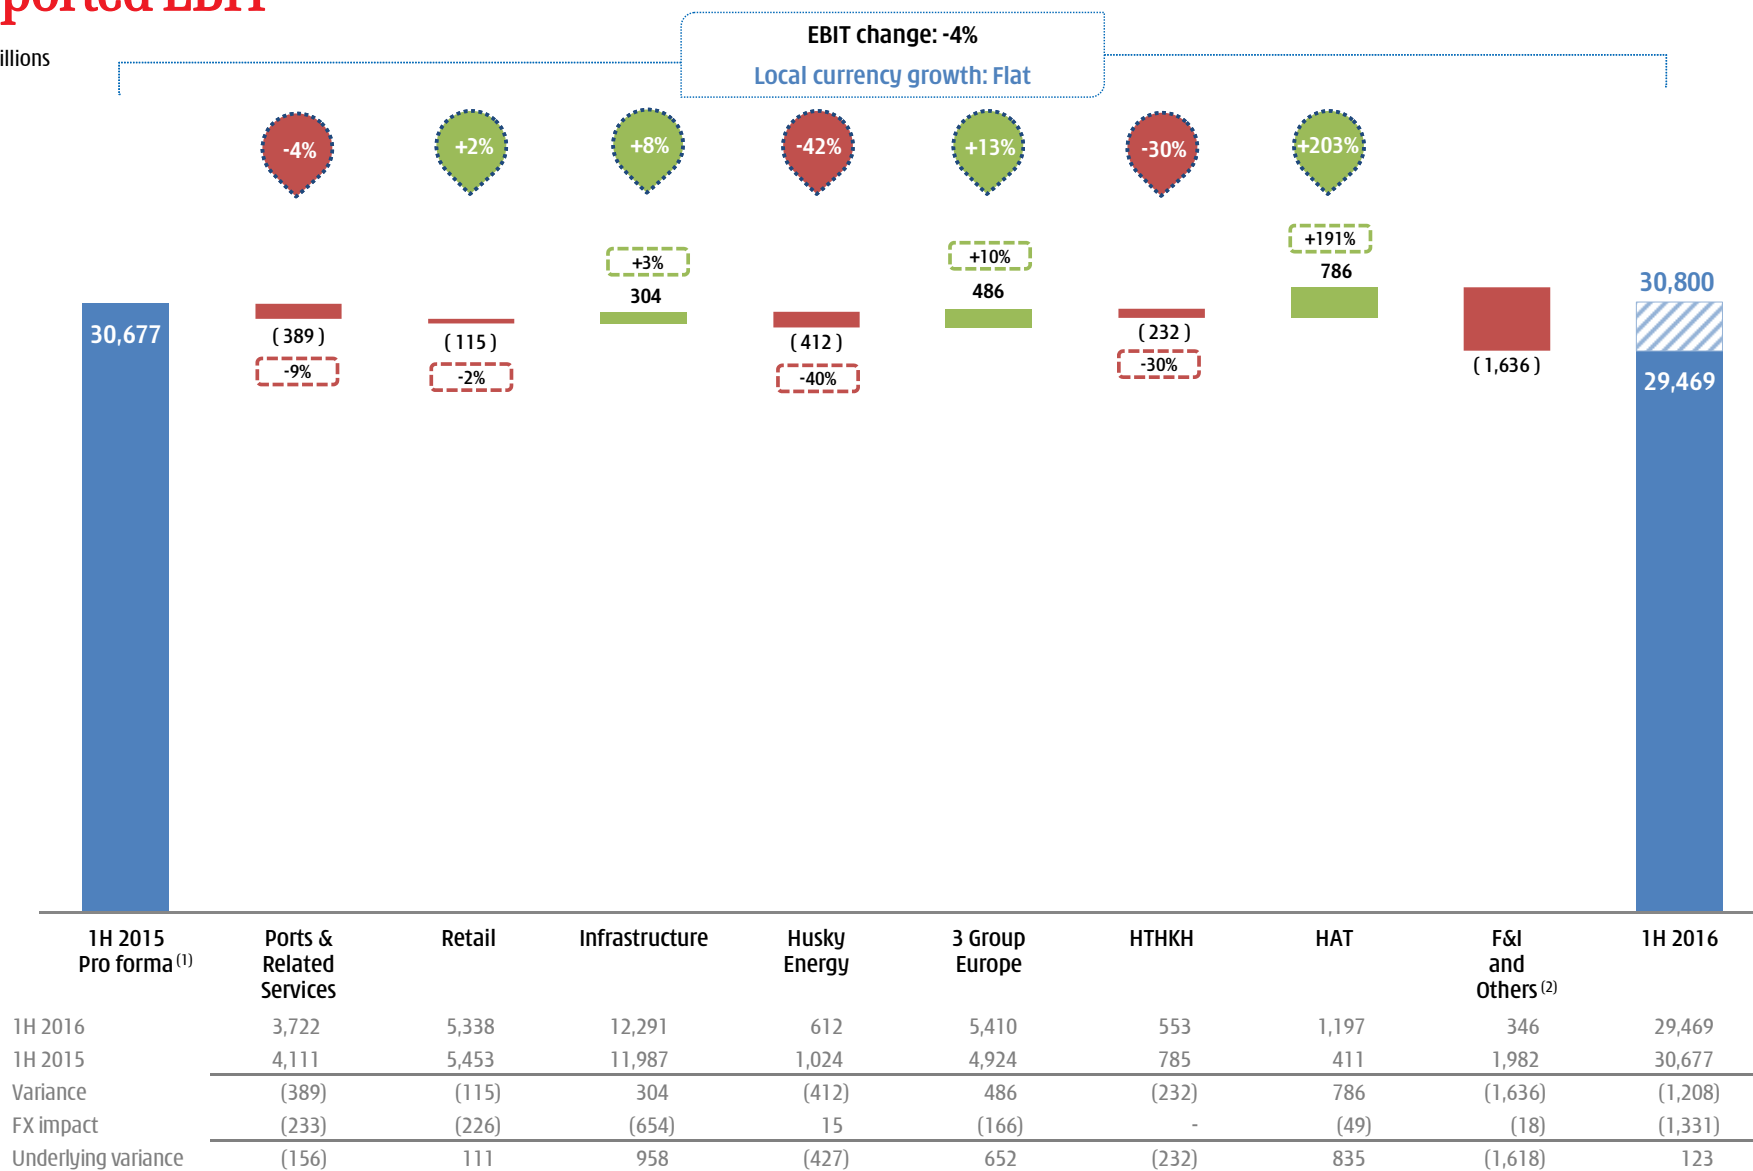 EBIT change: -4%
Local currency growth: Flat
-4%
+2%
+8%
-42%
+13%
-30%
+203%
+3%
304
+10%
486
+191%
786
30,800
30,677
( 389 )
-9%
( 115 )
-2%
( 412 )
-40%
( 232 )
-30%
( 1,636 )
29,469
1H 2015
Pro forma (1)
Ports &
Related
Services
Retail
Infrastructure
Husky
Energy
3 Group
Europe
HTHKH
HAT
F&I
and
Others (2)
1H 2016
1H 2016 3,722 5,338 12,291 612 5,410 553 1,197 346 29,469
1H 2015 4,111 5,453 11,987 1,024 4,924 785 411 1,982 30,677
Variance (389) (115) 304 (412) 486 (232) 786 (1,636) (1,208)
FX impact (233) (226) (654) 15 (166) - (49) (18) (1,331)
Underlying variance (156) 111 958 (427) 652 (232) 835 (1,618) 123